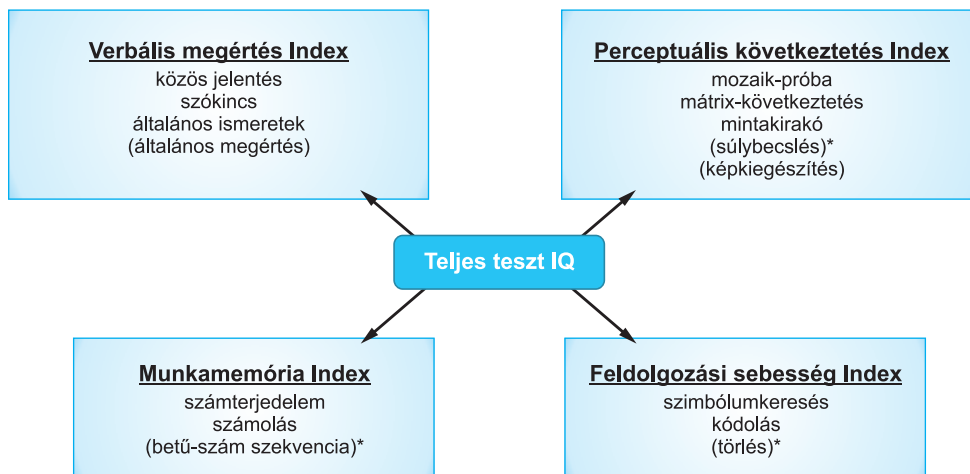 Verbális megértés Index
közös jelentés
szókincs
általános ismeretek
(általános megértés)
Perceptuális következtetés Index
mozaik-próba
mátrix-következtetés
mintakirakó
(súlybecslés)*
(képkiegészítés)
Teljes teszt IQ
Munkamemória Index
számterjedelem
számolás
(betű-szám szekvencia)*
Feldolgozási sebesség Index
szimbólumkeresés
kódolás
(törlés)*